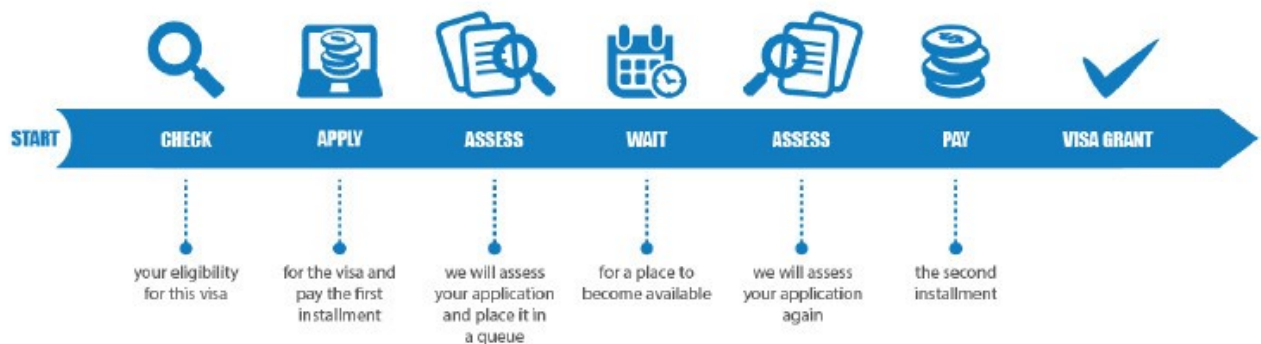 START
CHECK
APPLY
ASSESS
WAIT
ASSESS
PAY
VISA GRANT
your eligibility
for this visa
for the visa and
pay the first
installment
we will assess
your application
and place it in
a queue
for a place to
become available
we will assess
your application
again
the second
installment